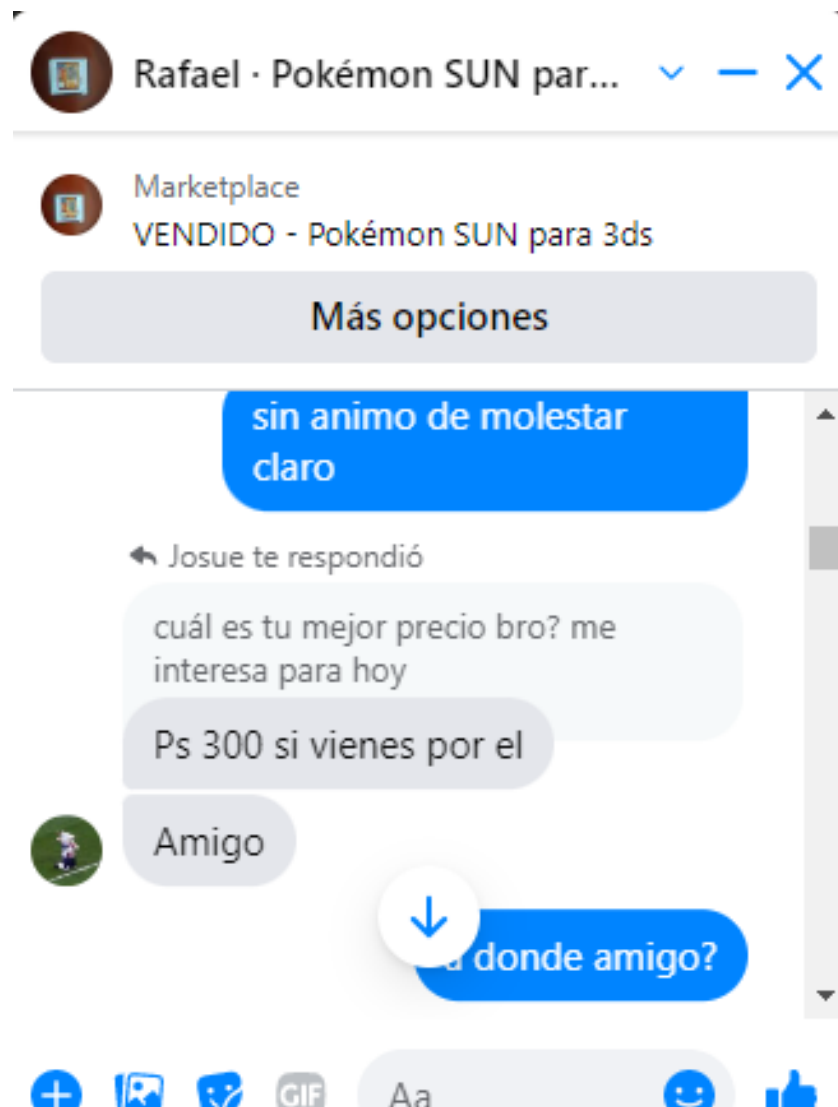 Rafael · Pokémon SUN par...
Marketplace
VENDIDO - Pokémon SUN para 3ds
Más opciones
sin animo de molestar
claro
Josue te respondió
cuál es tu mejor precio bro? me
interesa para hoy
Ps 300 si vienes por el
Amigo
donde amigo?
GIF
Aa